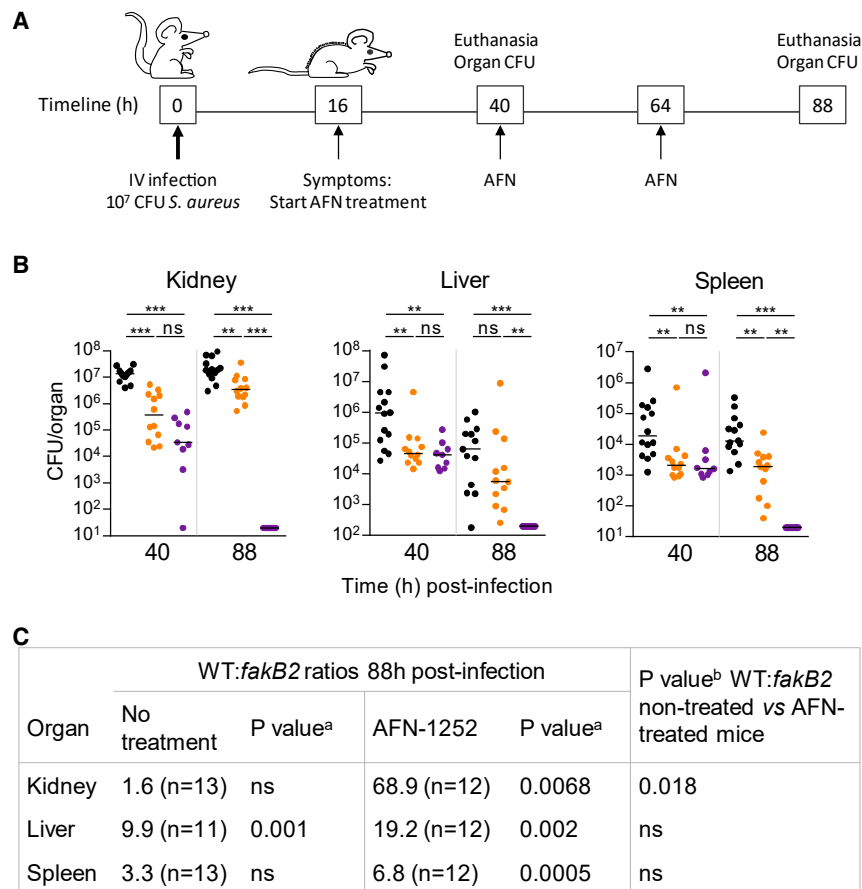 A
Euthanasia
Organ CFU
Euthanasia
Organ CFU
Timeline (h)
0
16
40
64
88
IV infection
10⁷ CFU S. aureus
Symptoms:
Start AFN treatment
AFN
AFN
B
Kidney
Liver
Spleen
*** ***
*** ns ** ***
** ***
** ns ns **
** ***
** ns ** **
CFU/organ
10⁸
10⁷
10⁶
10⁵
10⁴
10³
10²
10¹
40 88
10⁸
10⁷
10⁶
10⁵
10⁴
10³
10²
40 88
10⁷
10⁶
10⁵
10⁴
10³
10²
10¹
40 88
Time (h) post-infection
C
WT:fakB2 ratios 88h post-infection
P valueᵇ WT:fakB2
non-treated vs AFN-
treated mice
Organ
No
treatment
P valueᵃ
AFN-1252
P valueᵃ
Kidney 1.6 (n=13) ns 68.9 (n=12) 0.0068 0.018
Liver 9.9 (n=11) 0.001 19.2 (n=12) 0.002 ns
Spleen 3.3 (n=13) ns 6.8 (n=12) 0.0005 ns